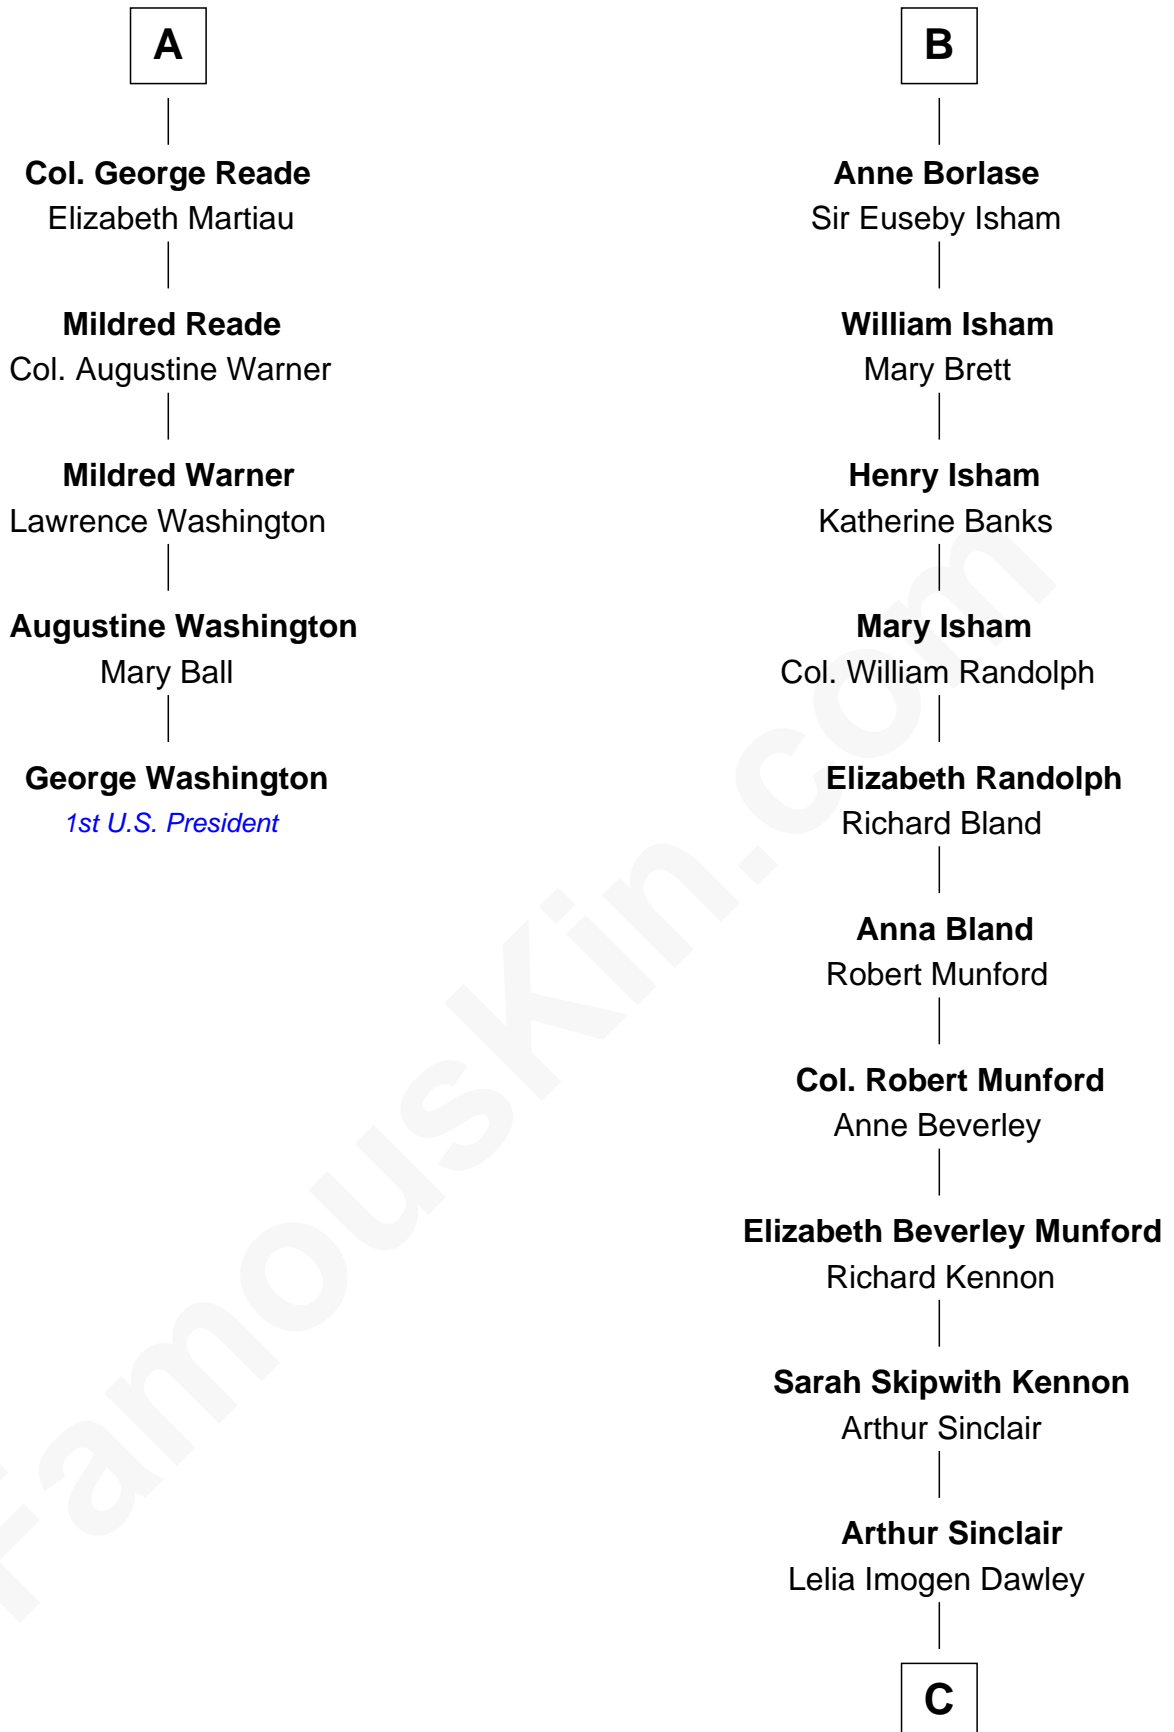 A
Col. George Reade
Elizabeth Martiau
Mildred Reade
Col. Augustine Warner
Mildred Warner
Lawrence Washington
Augustine Washington
Mary Ball
George Washington
1st U.S. President
B
Anne Borlase
Sir Euseby Isham
William Isham
Mary Brett
Henry Isham
Katherine Banks
Mary Isham
Col. William Randolph
Elizabeth Randolph
Richard Bland
Anna Bland
Robert Munford
Col. Robert Munford
Anne Beverley
Elizabeth Beverley Munford
Richard Kennon
Sarah Skipwith Kennon
Arthur Sinclair
Arthur Sinclair
Lelia Imogen Dawley
C
FamousKin.com